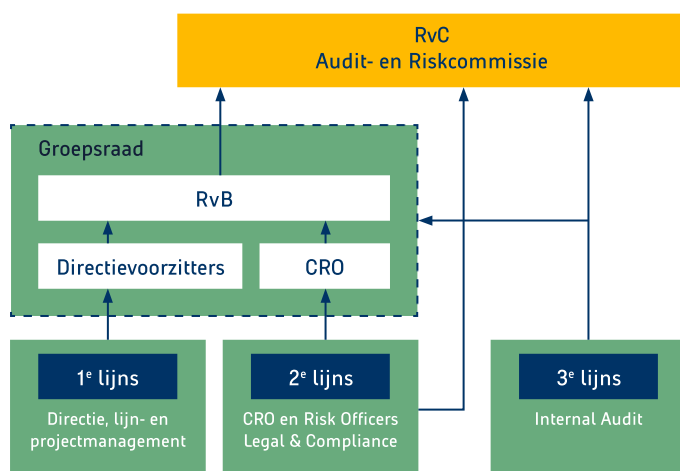 RvC
Audit- en Riskcommissie
Groepsraad
RvB
Directievoorzitters
CRO
1e lijns
Directie, lijn- en
projectmanagement
2e lijns
CRO en Risk Officers
Legal & Compliance
3e lijns
Internal Audit